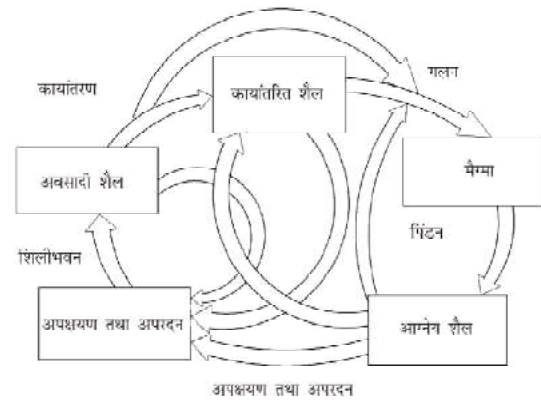 कायांतरण
गलन
कायांतरित शैल
मैग्मा
अवसादी शैल
पिंडन
शिलीभवन
अपक्षयण तथा अपरदन
आग्नेय शैल
अपक्षयण तथा अपरदन